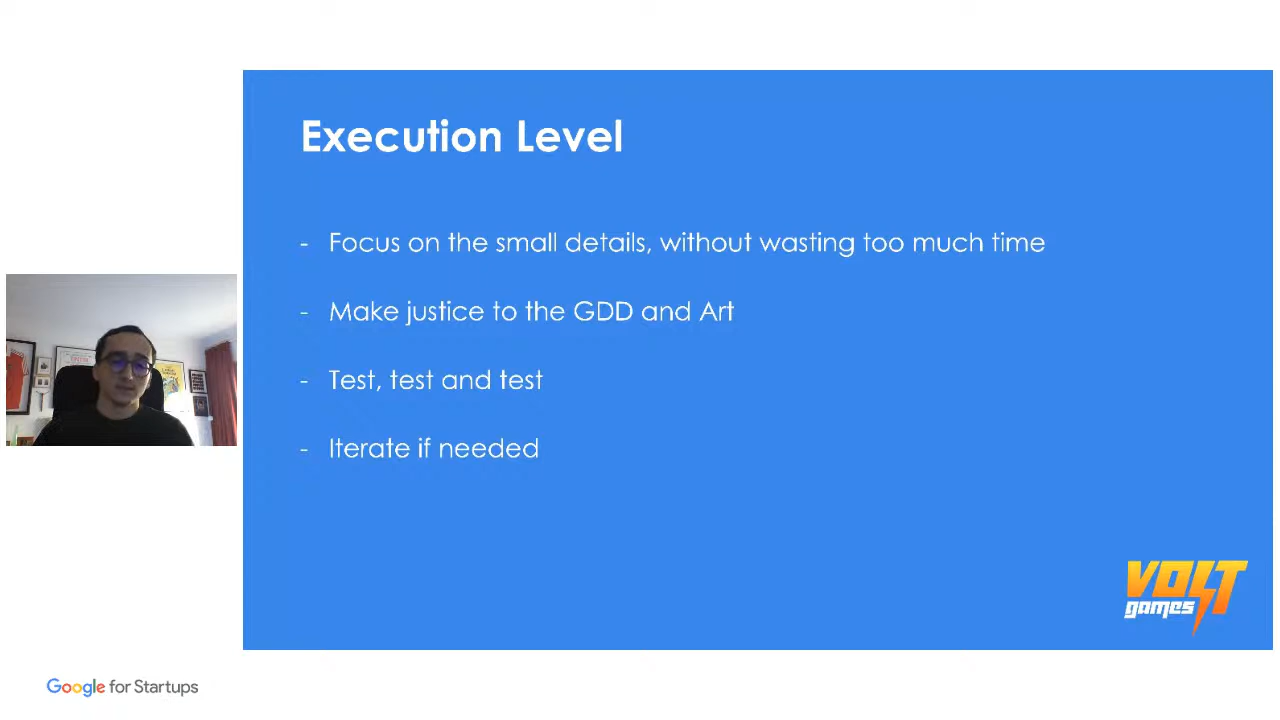 Execution Level
- Focus on the small details, without wasting too much time
- Make justice to the GDD and Art
- Test, test and test
- Iterate if needed
VOLT
games
Google for Startups